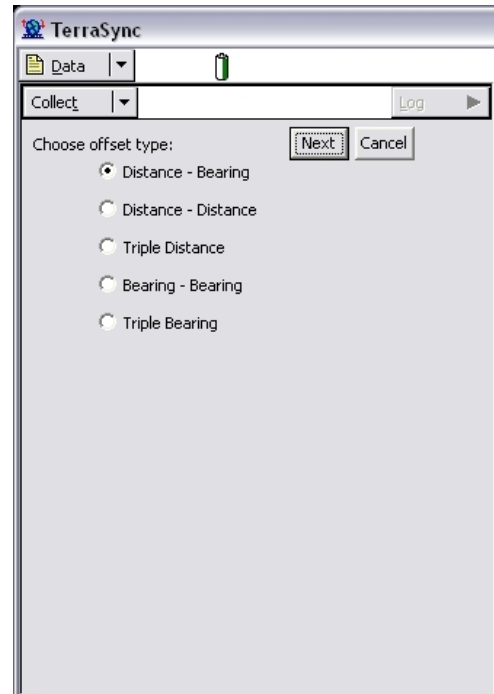 TerraSync
Data
Collect Log
Choose offset type: Next Cancel
Distance - Bearing
Distance - Distance
Triple Distance
Bearing - Bearing
Triple Bearing